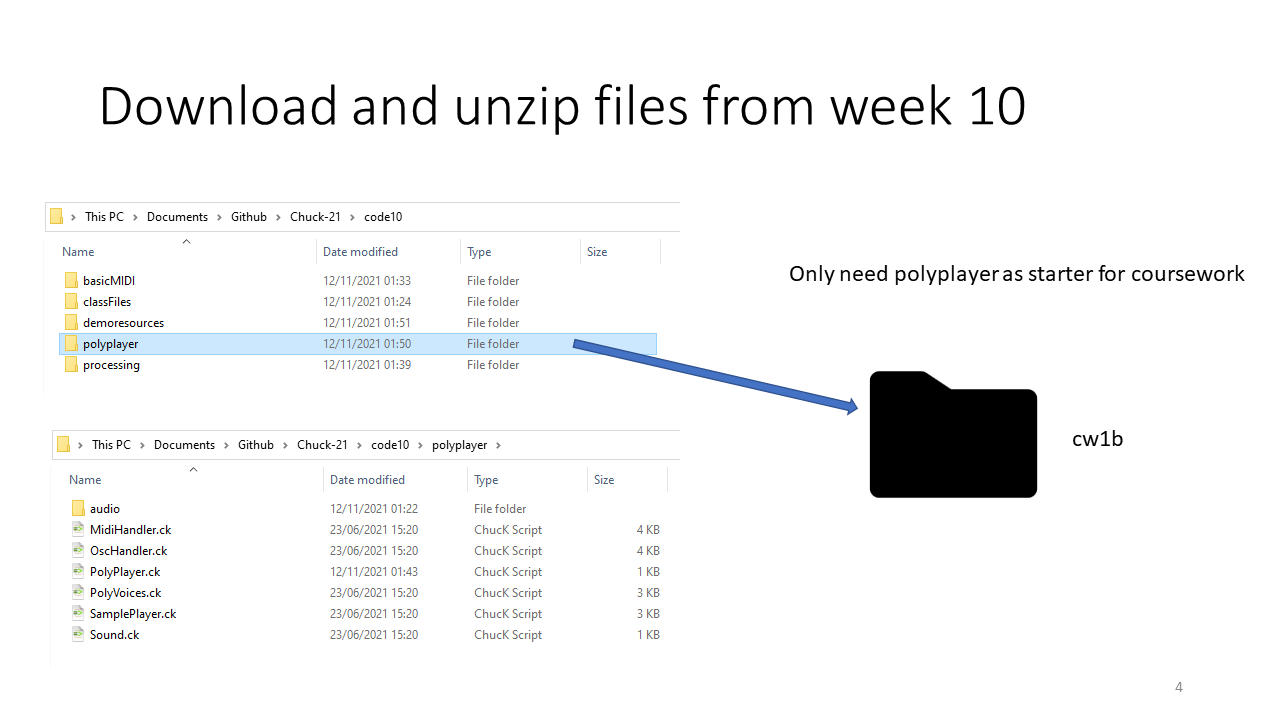 Download and unzip files from week 10
This PC > Documents > Github > Chuck-21 > code10
Name Date modified Type Size
basicMIDI 12/11/2021 01:33 File folder
classFiles 12/11/2021 01:24 File folder
demoresources 12/11/2021 01:51 File folder
polyplayer 12/11/2021 01:50 File folder
processing 12/11/2021 01:39 File folder
Only need polyplayer as starter for coursework
cw1b
This PC > Documents > Github > Chuck-21 > code10 > polyplayer >
Name Date modified Type Size
audio 12/11/2021 01:22 File folder
MidiHandler.ck 23/06/2021 15:20 ChucK Script 4 KB
OscHandler.ck 23/06/2021 15:20 ChucK Script 4 KB
PolyPlayer.ck 12/11/2021 01:43 ChucK Script 1 KB
PolyVoices.ck 23/06/2021 15:20 ChucK Script 3 KB
SamplePlayer.ck 23/06/2021 15:20 ChucK Script 3 KB
Sound.ck 23/06/2021 15:20 ChucK Script 1 KB
4